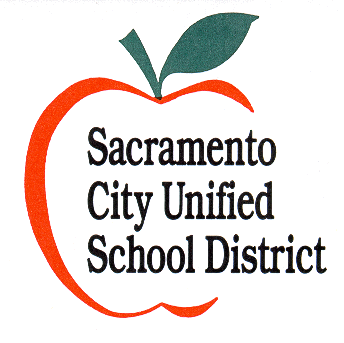 Sacramento
City Unified
School District